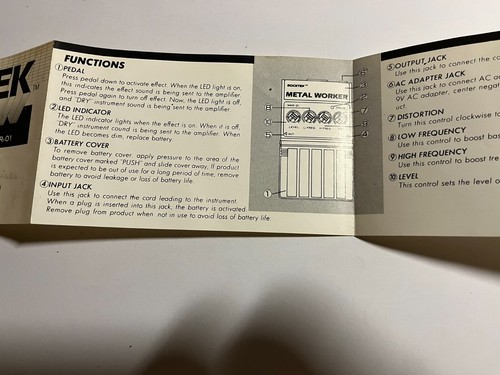 EK
TM
R-01
FUNCTIONS
①PEDAL
Press pedal down to activate effect. When the LED light is on,
this indicates the effect sound is being sent to the amplifier.
Press pedal again to turn off effect. Now, the LED light is off,
and "DRY" instrument sound is being sent to the amplifier.
②LED INDICATOR
The LED indicator lights when the effect is on. When it is off,
"DRY" instrument sound is being sent to the amplifier. When
the LED becomes dim, replace battery.
③BATTERY COVER
To remove battery cover, apply pressure to the area of the
battery cover marked "PUSH" and slide cover away. If product
is expected to be out of use for a long period of time, remove
battery to avoid leakage or loss of battery life.
④INPUT JACK
Use this jack to connect the card leading to the instrument.
When a plug is inserted into this jack, the battery is activated
Remove plug from product when not in use to avoid loss of battery life.
METAL WORKER
①
⑤OUTPUT JACK
Use this jack to connect the co
⑥AC ADAPTER JACK
Use this jack to connect AC
9V AC adapter, center negat
uct.
⑦DISTORTION
Turn this control clockwise to
⑧LOW FREQUENCY
Use this control to boost bas
⑨HIGH FREQUENCY
Use this control to boost tre
⑩LEVEL
This control sets the level o